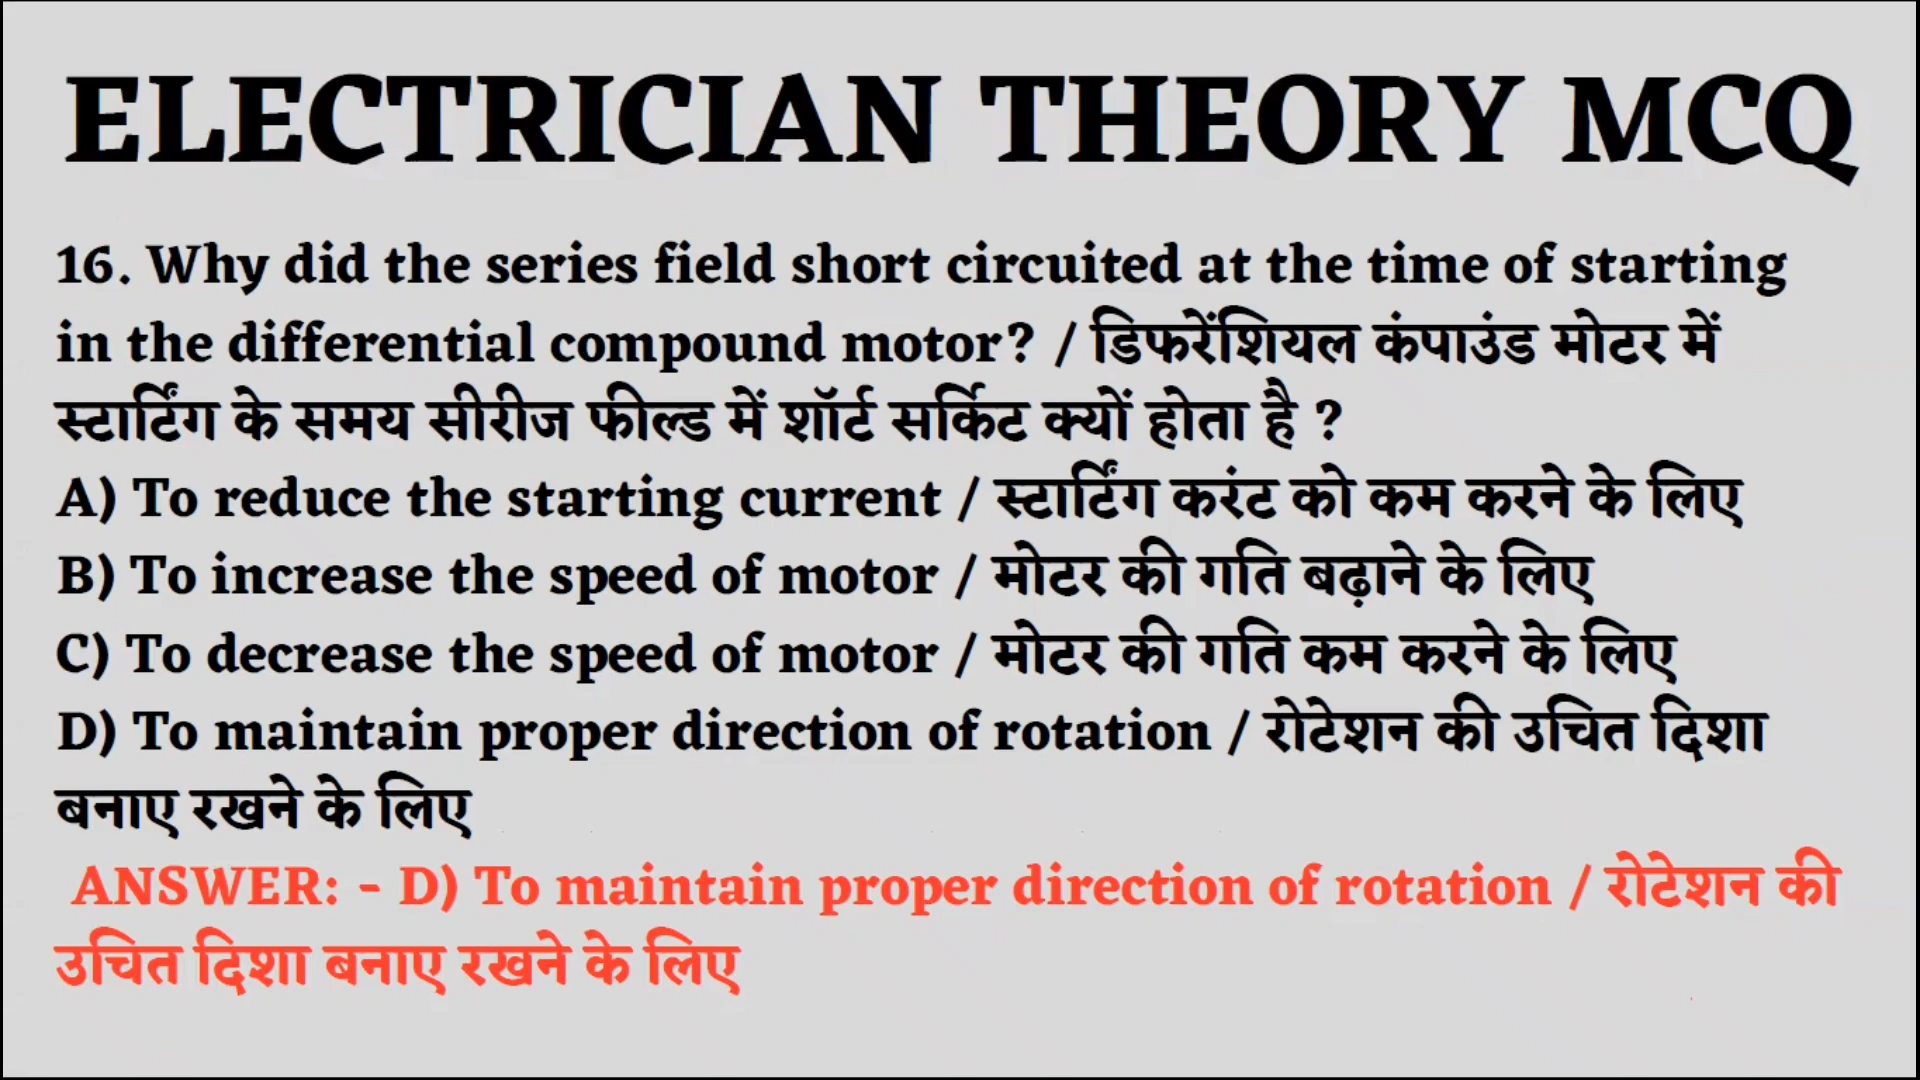 ELECTRICIAN THEORY MCQ
16. Why did the series field short circuited at the time of starting
in the differential compound motor? / डिफरेंशियल कंपाउंड मोटर में
स्टार्टिंग के समय सीरीज फील्ड में शॉर्ट सर्किट क्यों होता है ?
A) To reduce the starting current / स्टार्टिंग करंट को कम करने के लिए
B) To increase the speed of motor / मोटर की गति बढ़ाने के लिए
C) To decrease the speed of motor / मोटर की गति कम करने के लिए
D) To maintain proper direction of rotation / रोटेशन की उचित दिशा
बनाए रखने के लिए
ANSWER: - D) To maintain proper direction of rotation / रोटेशन की
उचित दिशा बनाए रखने के लिए